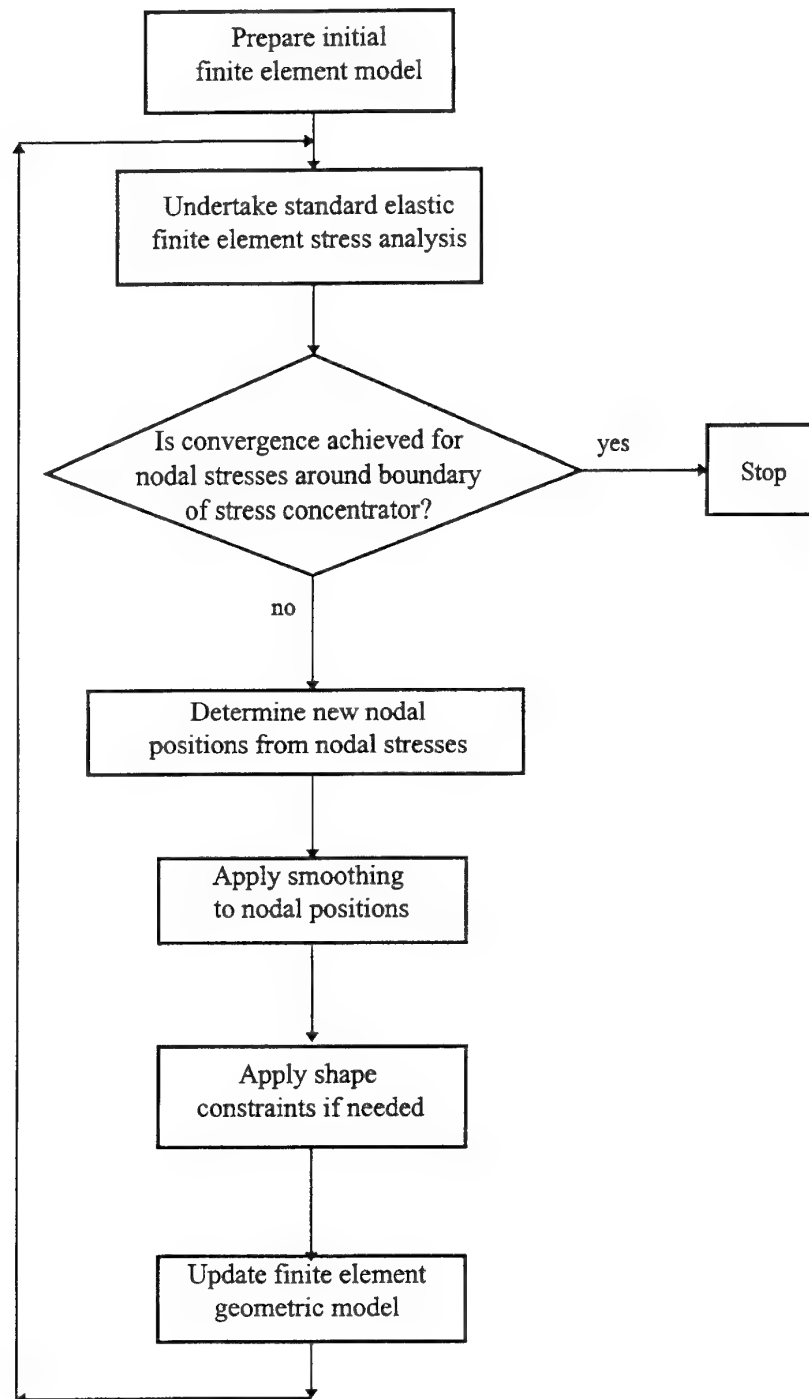 Prepare initial
finite element model
Undertake standard elastic
finite element stress analysis
Is convergence achieved for
nodal stresses around boundary
of stress concentrator?
yes
Stop
no
Determine new nodal
positions from nodal stresses
Apply smoothing
to nodal positions
Apply shape
constraints if needed
Update finite element
geometric model